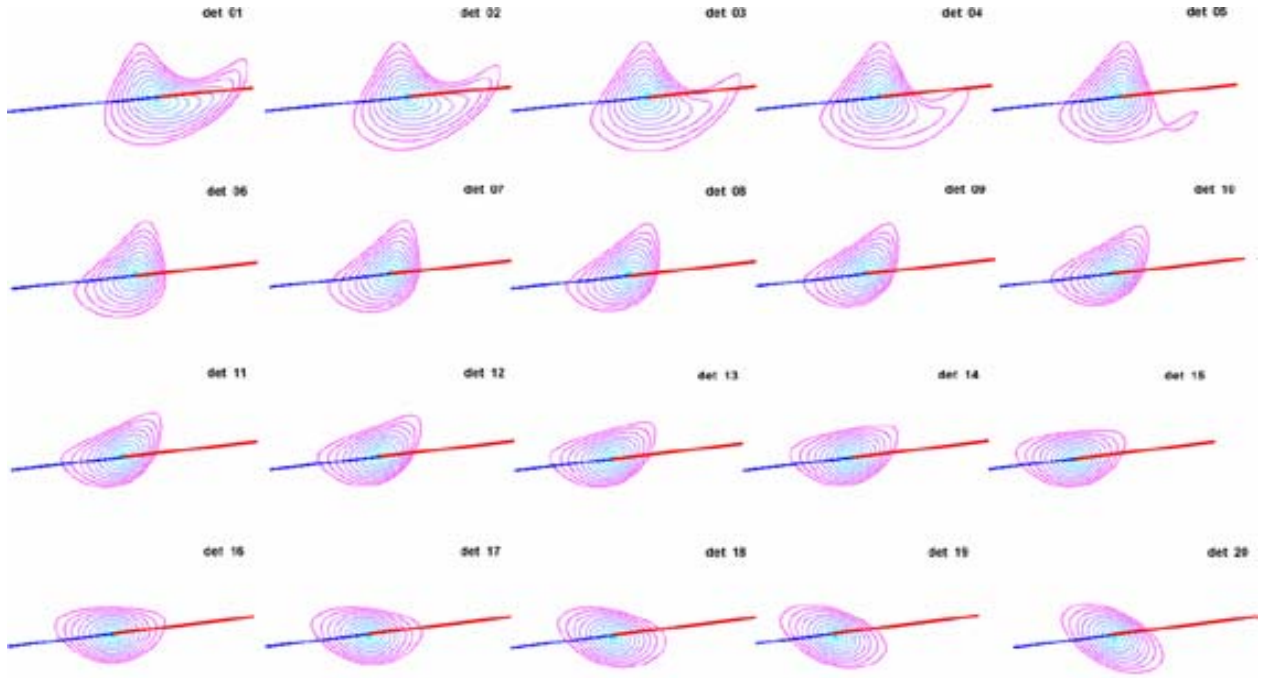 det 01
det 02
det 03
det 04
det 05
det 06
det 07
det 08
det 09
det 10
det 11
det 12
det 13
det 14
det 15
det 16
det 17
det 18
det 19
det 20